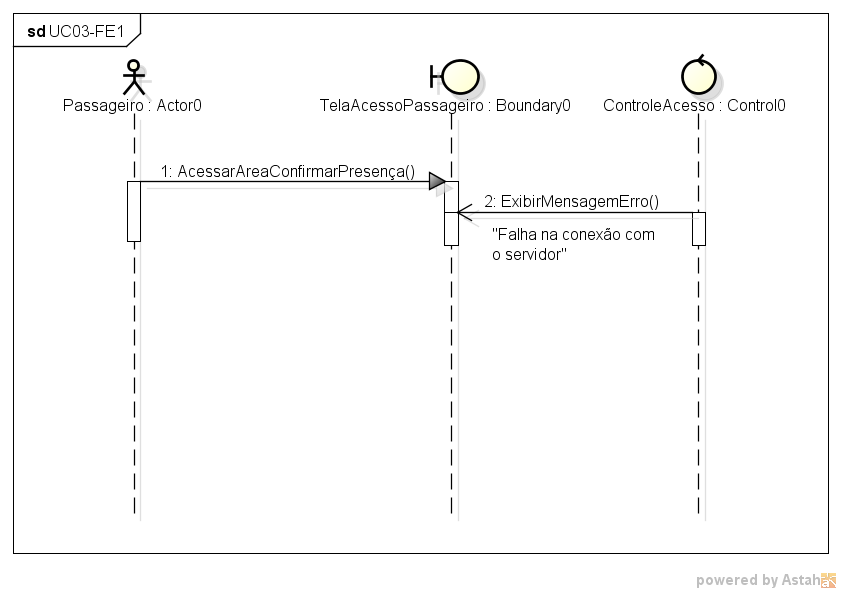 sd UC03-FE1
Passageiro : Actor0
TelaAcessoPassageiro : Boundary0
ControleAcesso : Control0
1: AcessarAreaConfirmarPresença()
2: ExibirMensagemErro()
"Falha na conexão com
o servidor"
powered by Astah